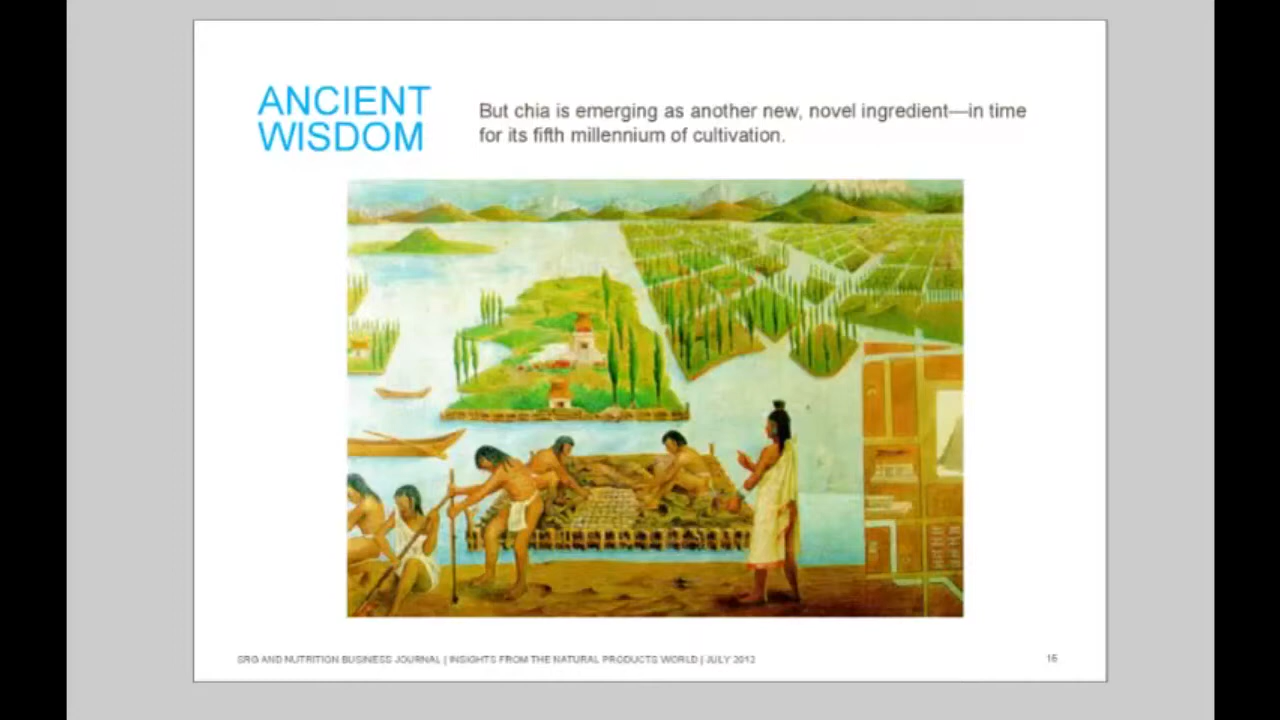 ANCIENT
WISDOM
But chia is emerging as another new, novel ingredient—in time
for its fifth millennium of cultivation.
SRG AND NUTRITION BUSINESS JOURNAL | INSIGHTS FROM THE NATURAL PRODUCTS WORLD | JULY 2012
16